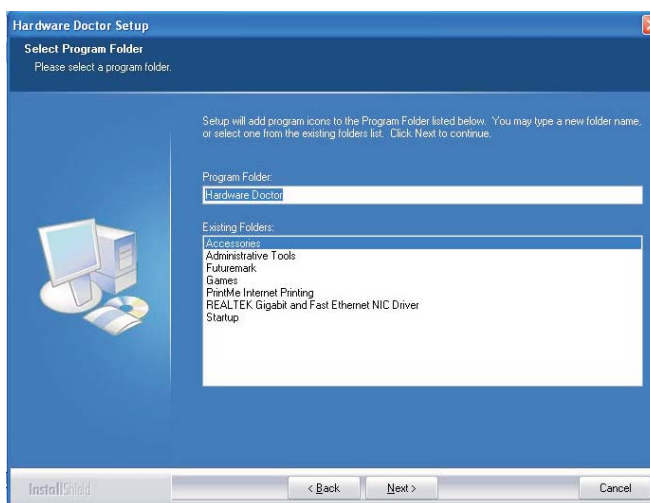 Hardware Doctor Setup
Select Program Folder
Please select a program folder.
Setup will add program icons to the Program Folder listed below.  You may type a new folder name,
or select one from the existing folders list.  Click Next to continue.
Program Folder:
Hardware Doctor
Existing Folders:
Accessories
Administrative Tools
Futuremark
Games
PrintMe Internet Printing
REALTEK Gigabit and Fast Ethernet NIC Driver
Startup
InstallShield
< Back
Next >
Cancel